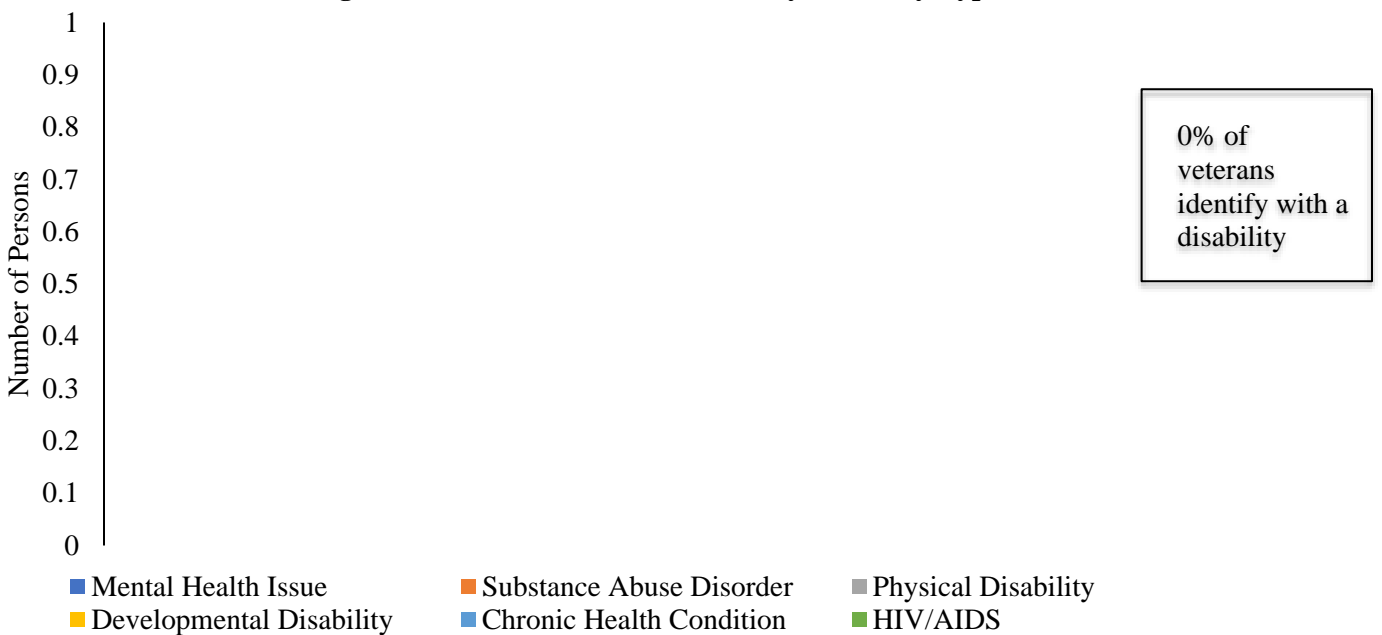 1
0.9
0.8
0.7
0.6
0.5
0.4
0.3
0.2
0.1
0
Number of Persons
0% of
veterans
identify with a
disability
Mental Health Issue
Substance Abuse Disorder
Physical Disability
Developmental Disability
Chronic Health Condition
HIV/AIDS